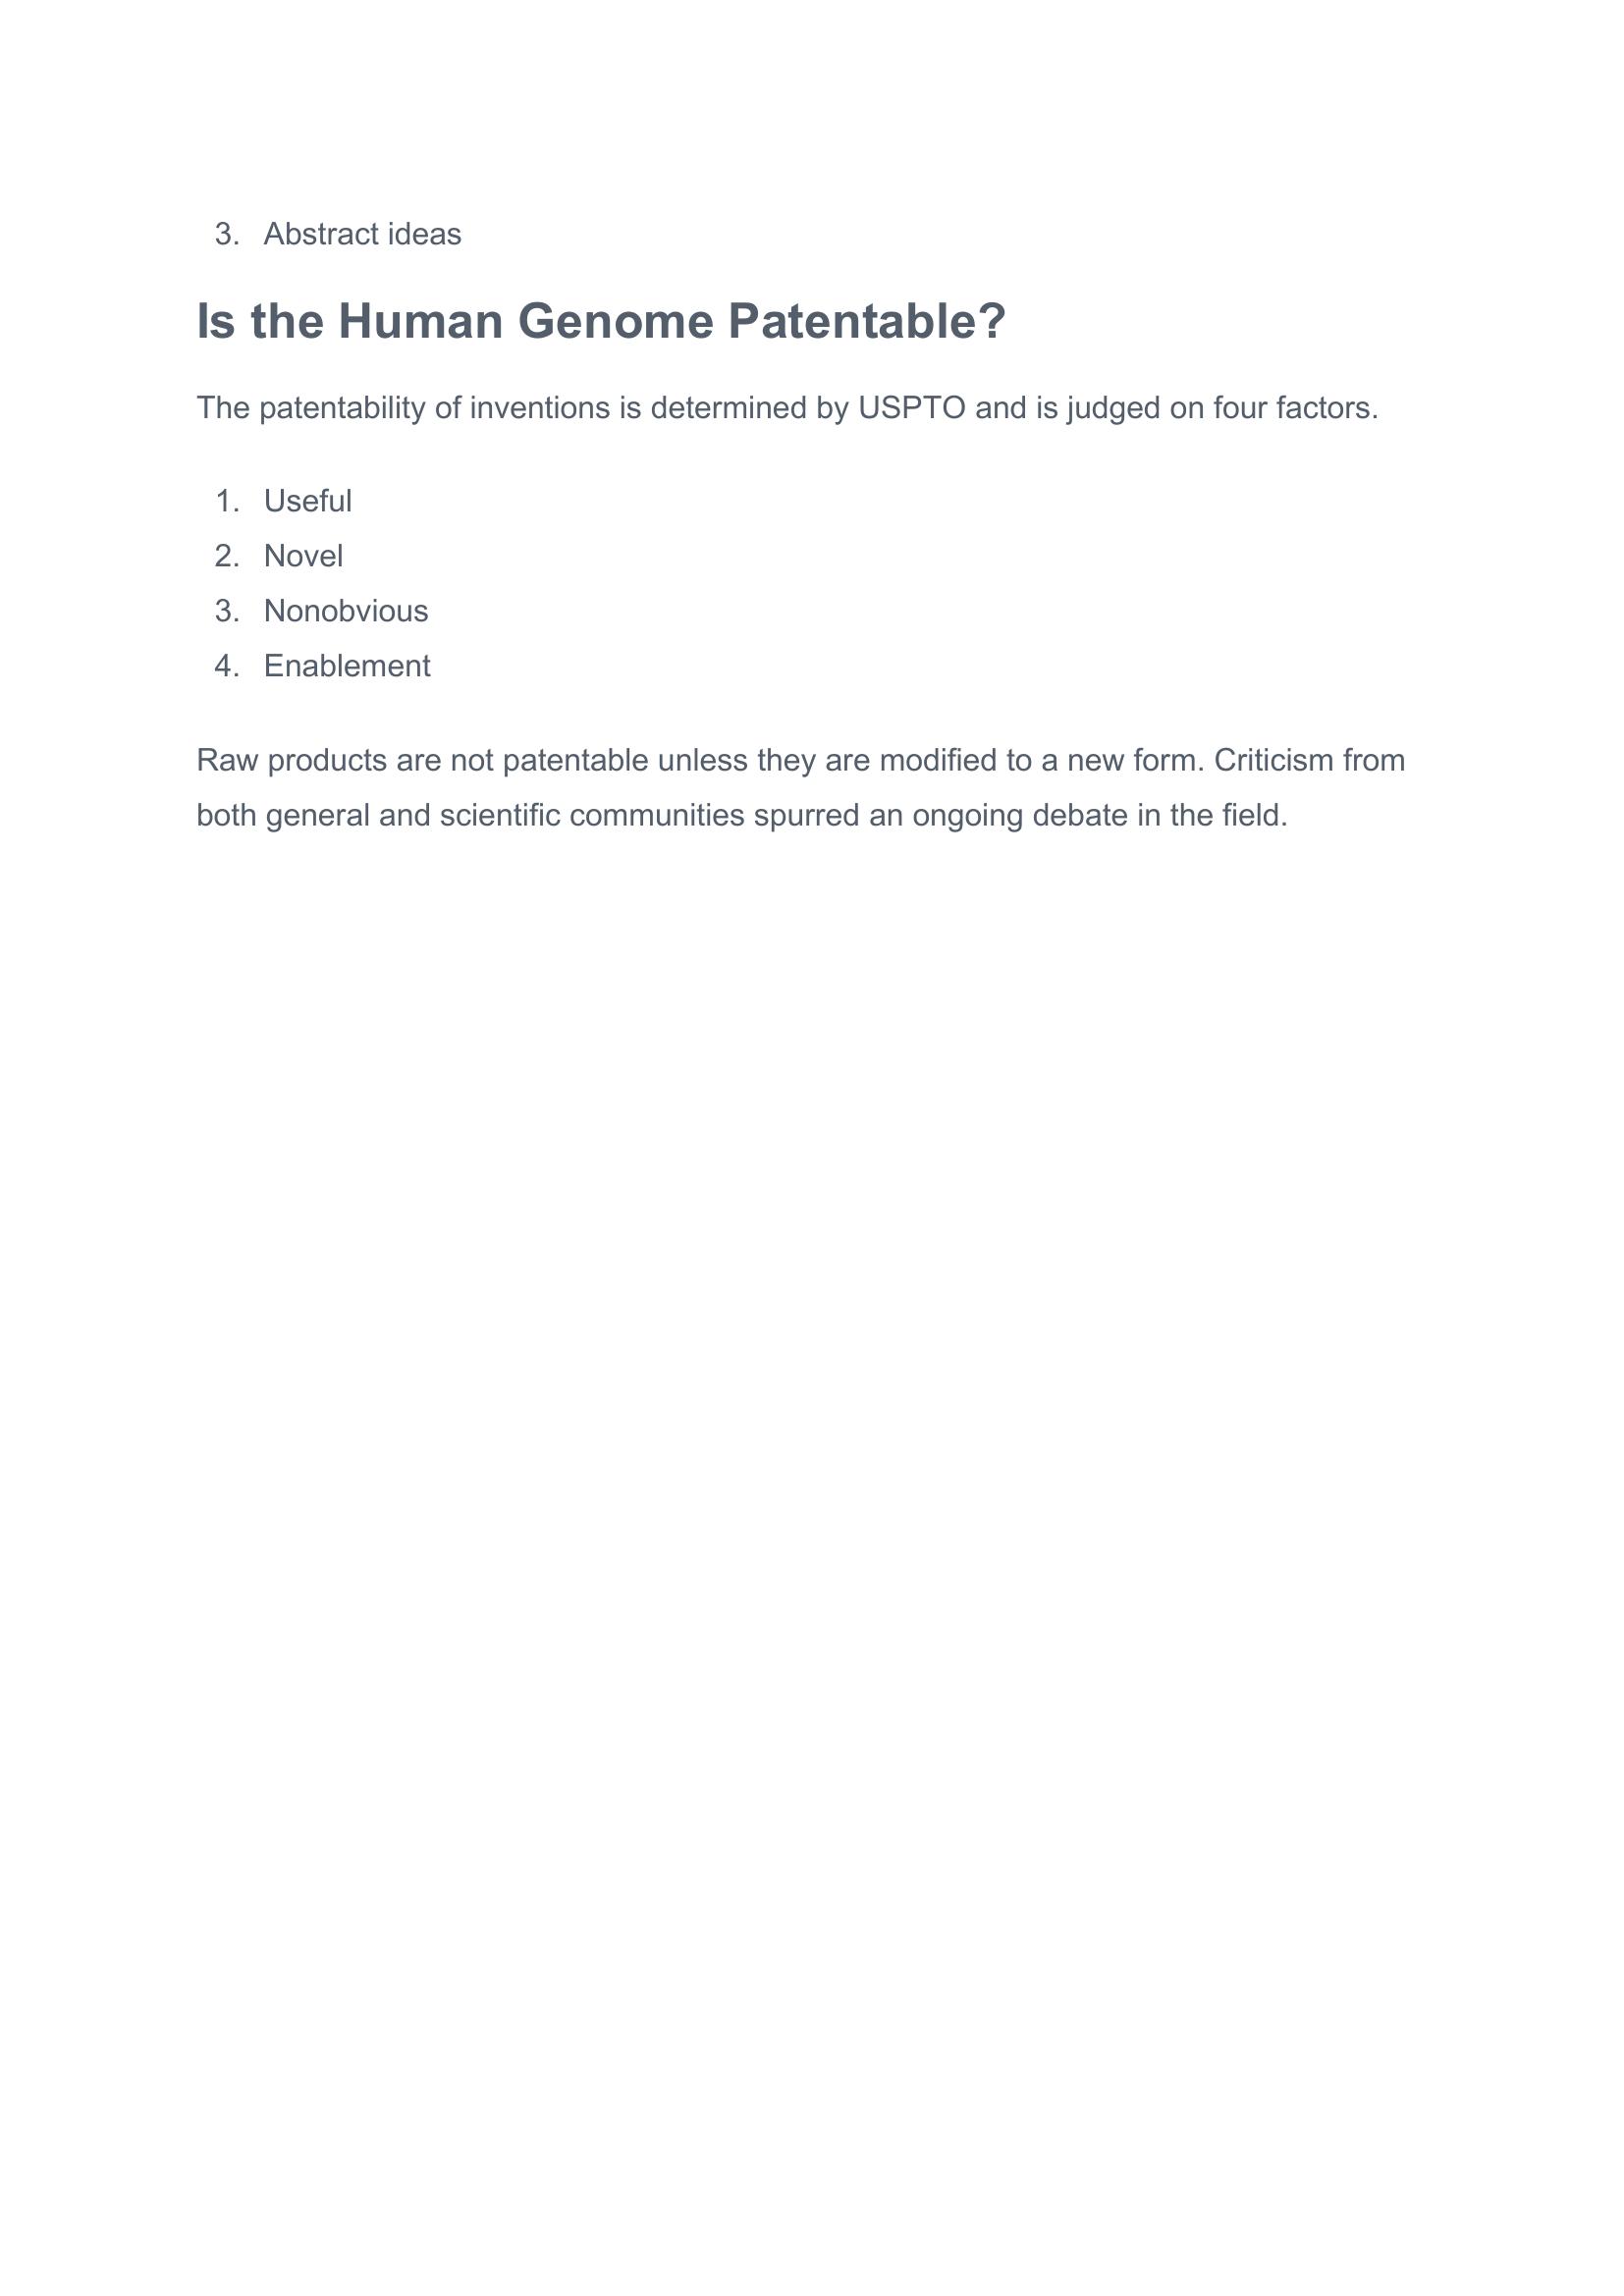 3. Abstract ideas
Is the Human Genome Patentable?
The patentability of inventions is determined by USPTO and is judged on four factors.
1. Useful
2. Novel
3. Nonobvious
4. Enablement
Raw products are not patentable unless they are modified to a new form. Criticism from
both general and scientific communities spurred an ongoing debate in the field.